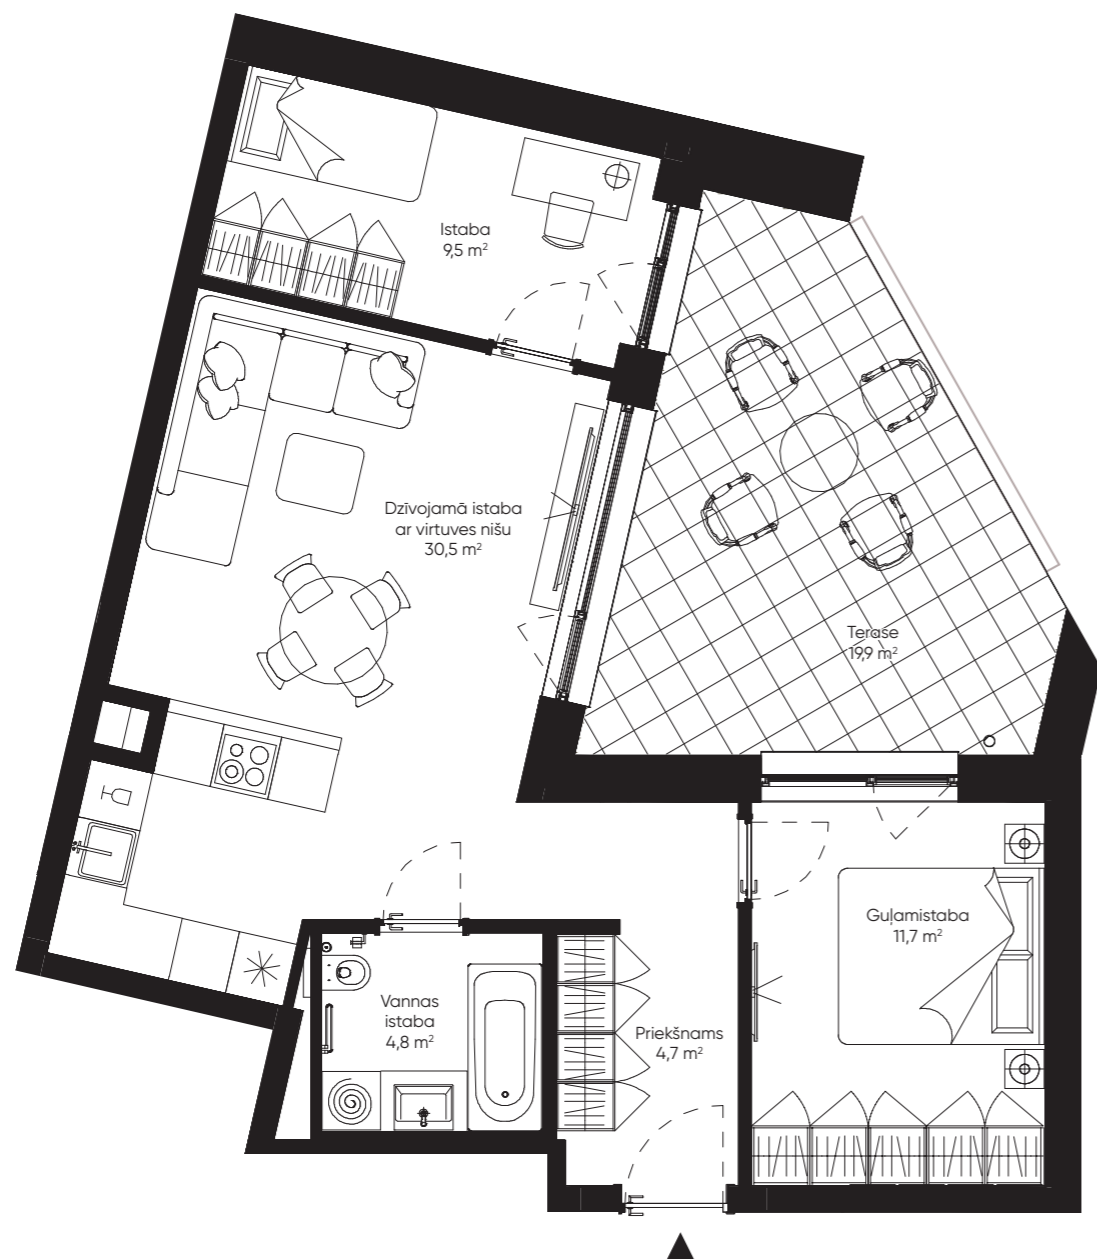 Istaba
9,5 m²
Dzīvojamā istaba
ar virtuves nišu
30,5 m²
Terase
19,9 m²
Guļamistaba
11,7 m²
Vannas
istaba
4,8 m²
Priekšnams
4,7 m²